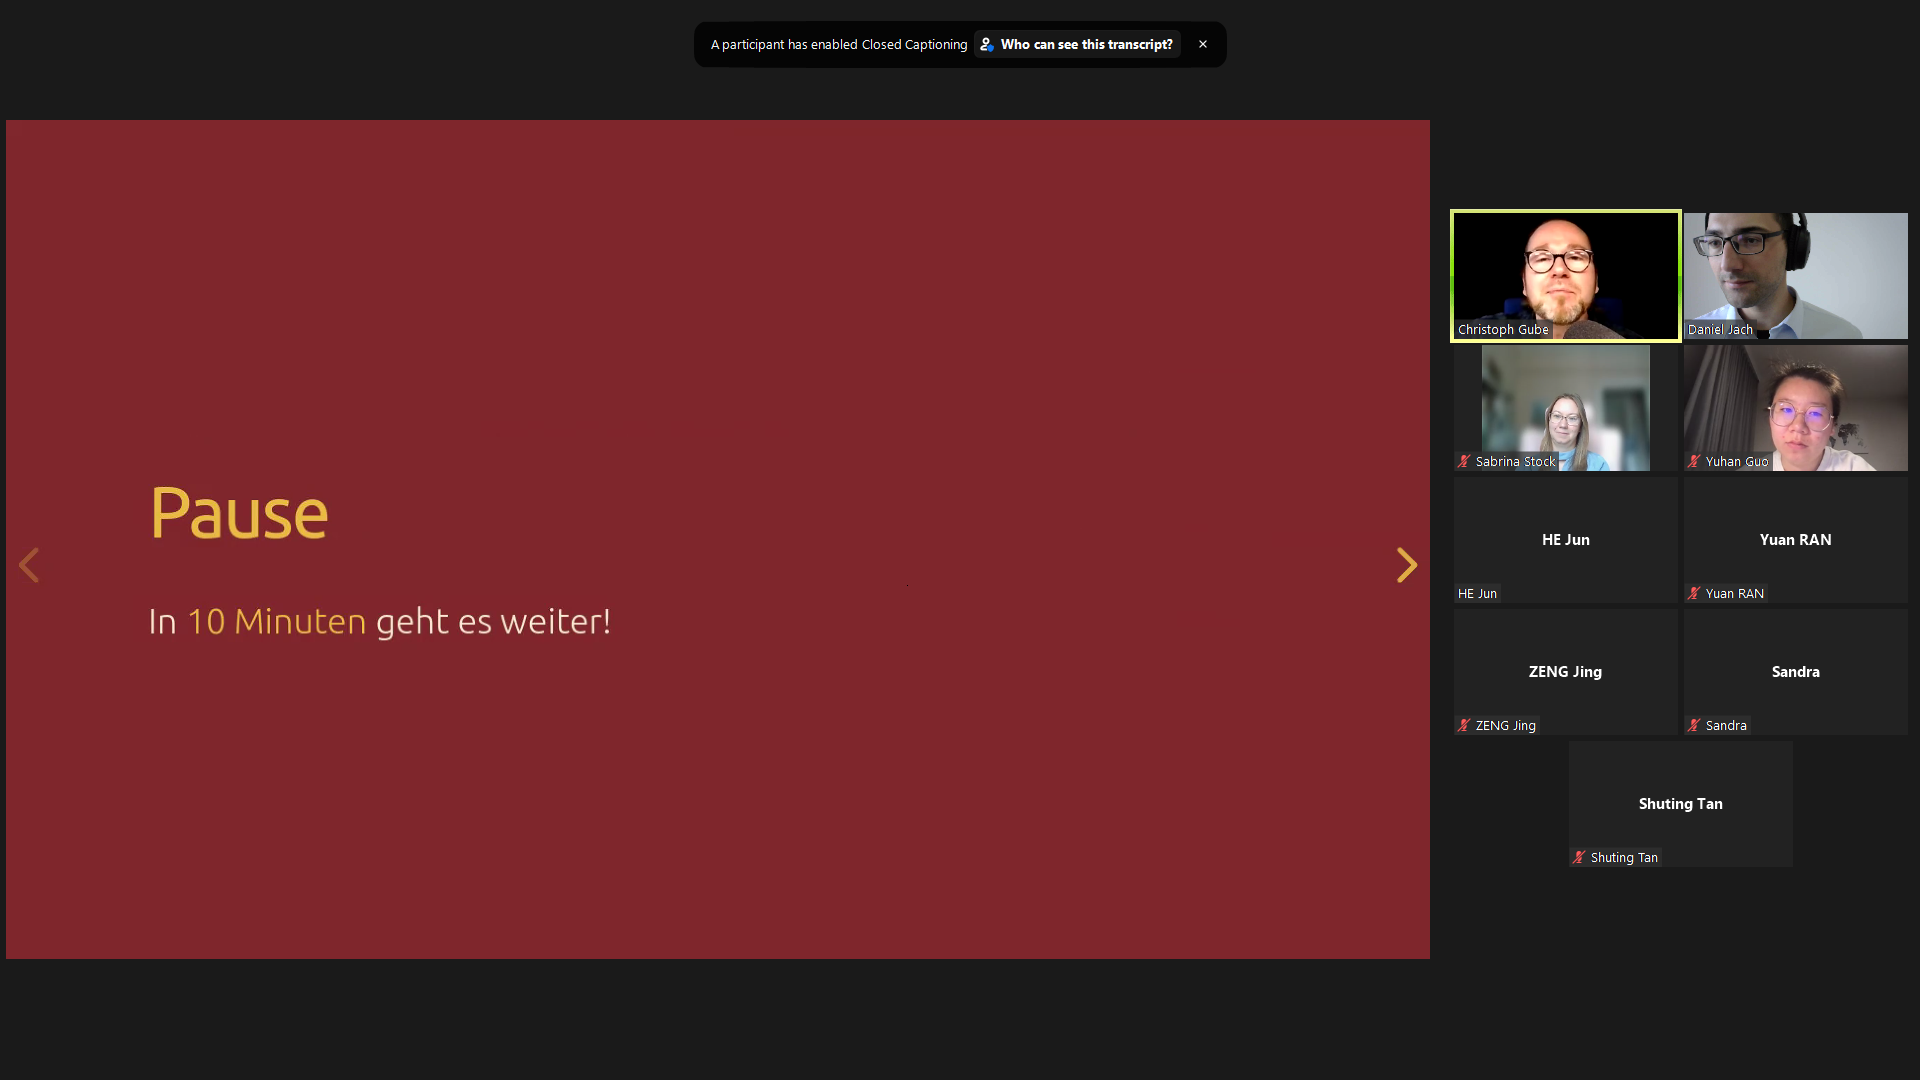 A participant has enabled Closed Captioning Who can see this transcript?
Pause
In 10 Minuten geht es weiter!
Christoph Gube
Daniel Jach
Sabrina Stock
Yuhan Guo
HE Jun
HE Jun
Yuan RAN
Yuan RAN
ZENG Jing
ZENG Jing
Sandra
Sandra
Shuting Tan
Shuting Tan